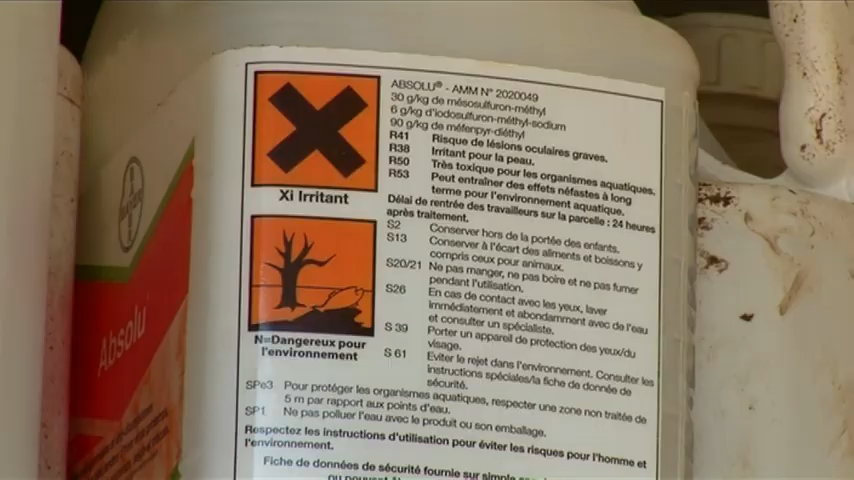 BAYER
Absolu
Xi Irritant
N=Dangereux pour
l'environnement
ABSOLU® - AMM N° 2020049
30 g/kg de mésosulfuron-méthyl
6 g/kg d'iodosulfuron-méthyl-sodium
90 g/kg de méfenpyr-diéthyl
R41 Risque de lésions oculaires graves.
R38 Irritant pour la peau.
R50 Très toxique pour les organismes aquatiques.
R53 Peut entraîner des effets néfastes à long
terme pour l'environnement aquatique.
Délai de rentrée des travailleurs sur la parcelle : 24 heures
après traitement.
S2 Conserver hors de la portée des enfants.
S13 Conserver à l'écart des aliments et boissons y
compris ceux pour animaux.
S20/21 Ne pas manger, ne pas boire et ne pas fumer
pendant l'utilisation.
S26 En cas de contact avec les yeux, laver
immédiatement et abondamment avec de l'eau
et consulter un spécialiste.
S 39 Porter un appareil de protection des yeux/du
visage.
S 61 Eviter le rejet dans l'environnement. Consulter les
instructions spéciales/la fiche de donnée de
sécurité.
SPe3 Pour protéger les organismes aquatiques, respecter une zone non traitée de
5 m par rapport aux points d'eau.
SP1 Ne pas polluer l'eau avec le produit ou son emballage.
Respectez les instructions d'utilisation pour éviter les risques pour l'homme et
l'environnement.
Fiche de données de sécurité fournie sur simple